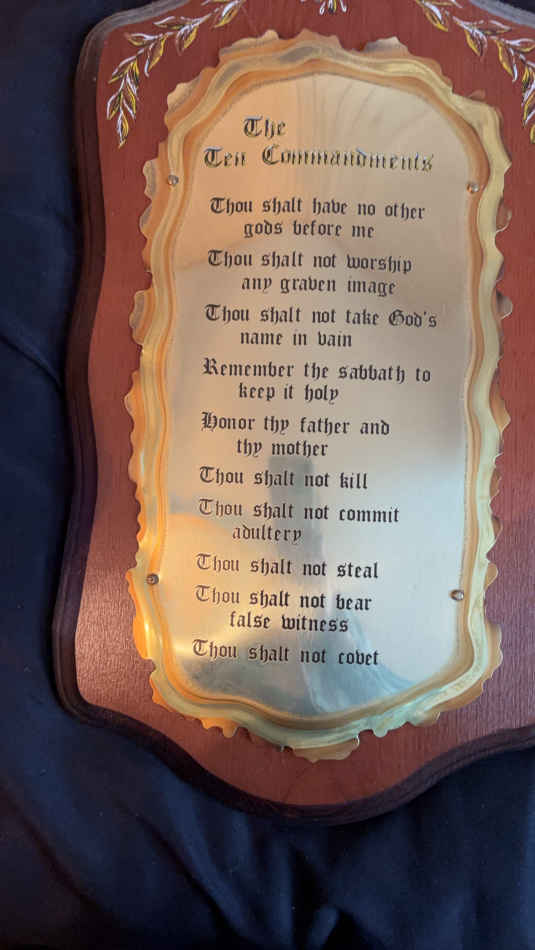 The
Ten Commandments
Thou shalt have no other
gods before me
Thou shalt not worship
any graven image
Thou shalt not take God's
name in vain
Remember the sabbath to
keep it holy
Honor thy father and
thy mother
Thou shalt not kill
Thou shalt not commit
adultery
Thou shalt not steal
Thou shalt not bear
false witness
Thou shalt not covet